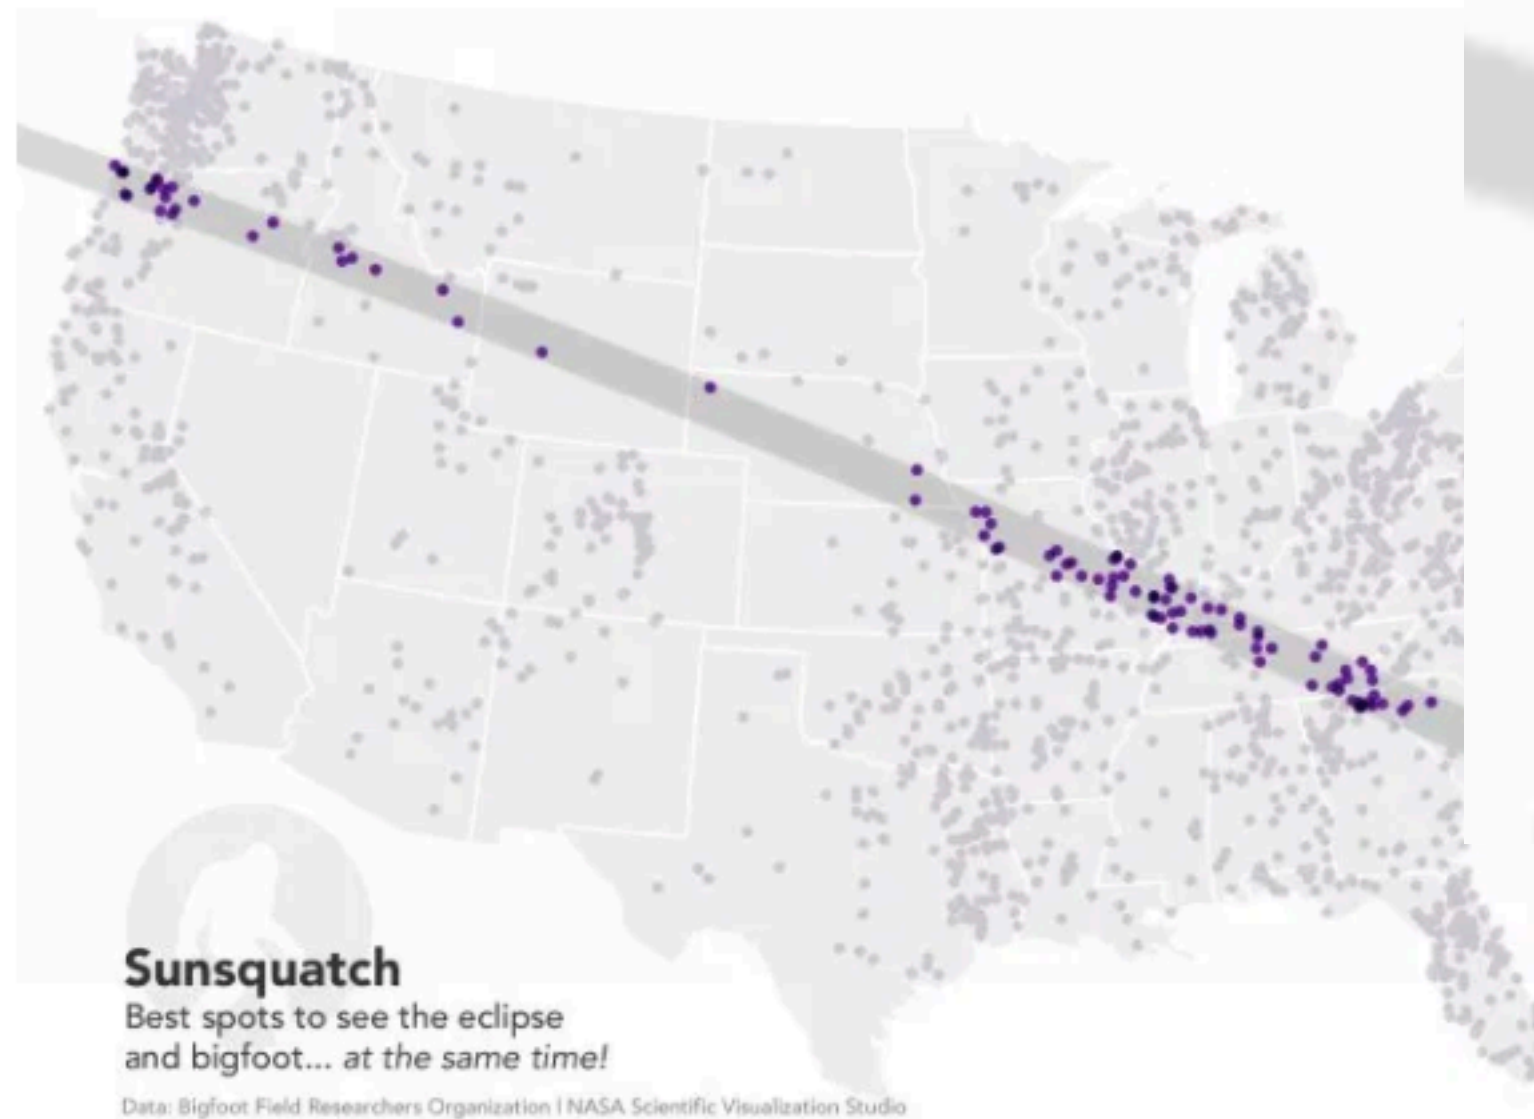 Sunsquatch
Best spots to see the eclipse
and bigfoot... at the same time!
Data: Bigfoot Field Researchers Organization | NASA Scientific Visualization Studio